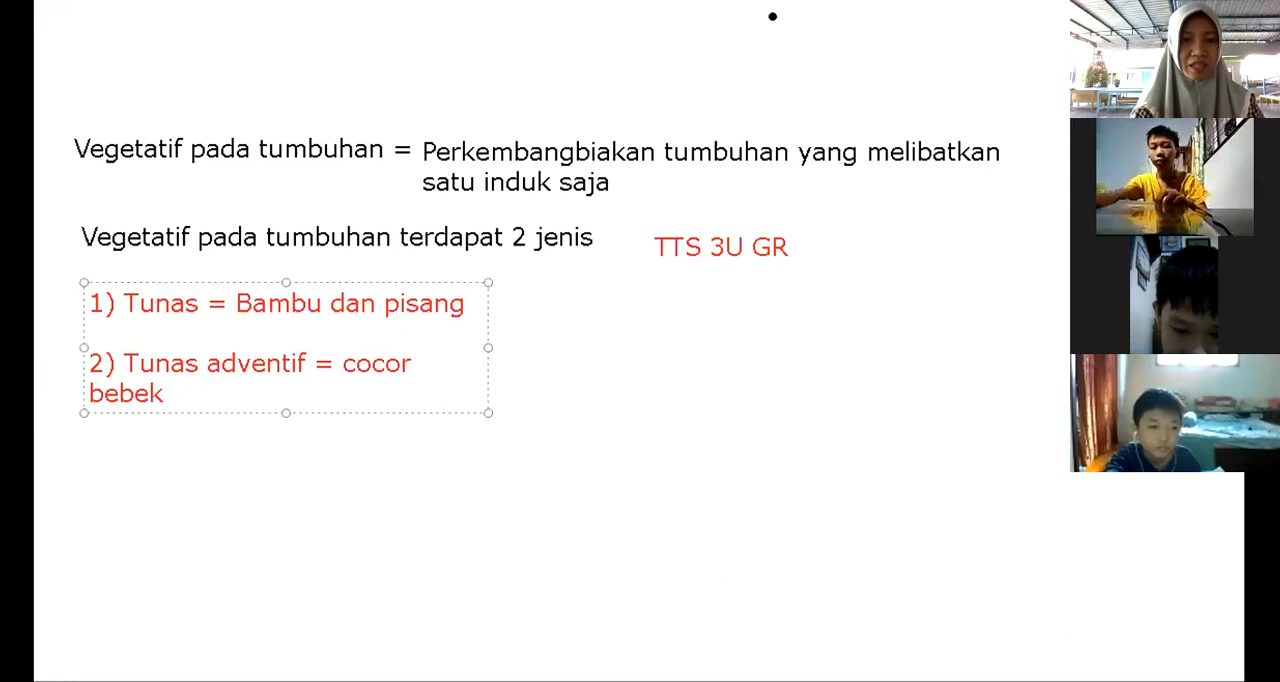 Vegetatif pada tumbuhan = Perkembangbiakan tumbuhan yang melibatkan
satu induk saja
Vegetatif pada tumbuhan terdapat 2 jenis
TTS 3U GR
1) Tunas = Bambu dan pisang
2) Tunas adventif = cocor
bebek